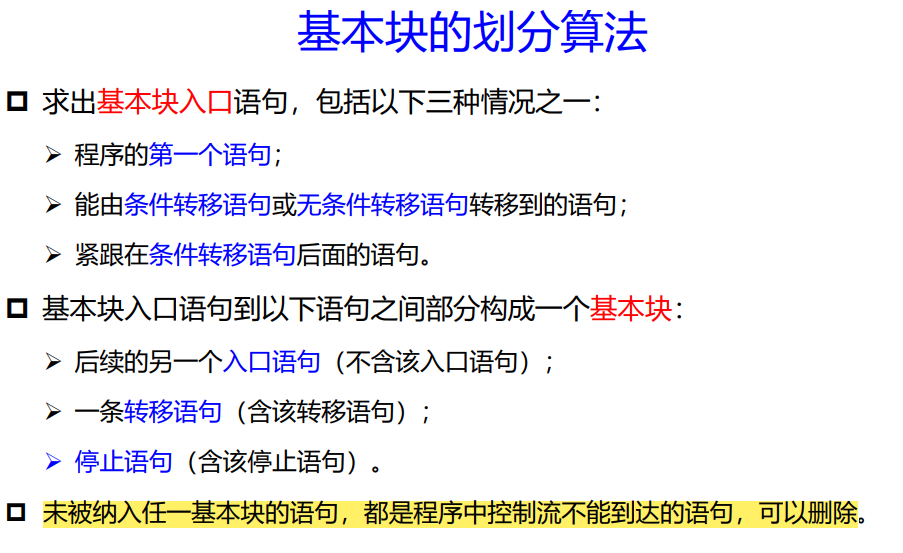 基本块的划分算法
求出基本块入口语句，包括以下三种情况之一：
程序的第一个语句；
能由条件转移语句或无条件转移语句转移到的语句；
紧跟在条件转移语句后面的语句。
基本块入口语句到以下语句之间部分构成一个基本块：
后续的另一个入口语句（不含该入口语句）；
一条转移语句（含该转移语句）；
停止语句（含该停止语句）。
未被纳入任一基本块的语句，都是程序中控制流不能到达的语句，可以删除。